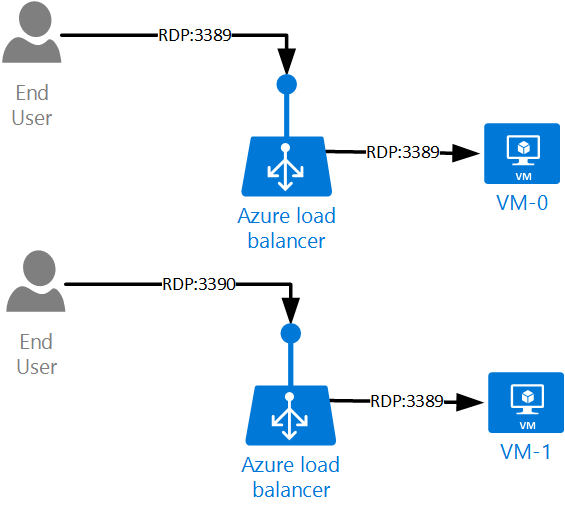 RDP:3389
End
User
RDP:3389
VM
VM-0
Azure load
balancer
RDP:3390
End
User
RDP:3389
VM
VM-1
Azure load
balancer